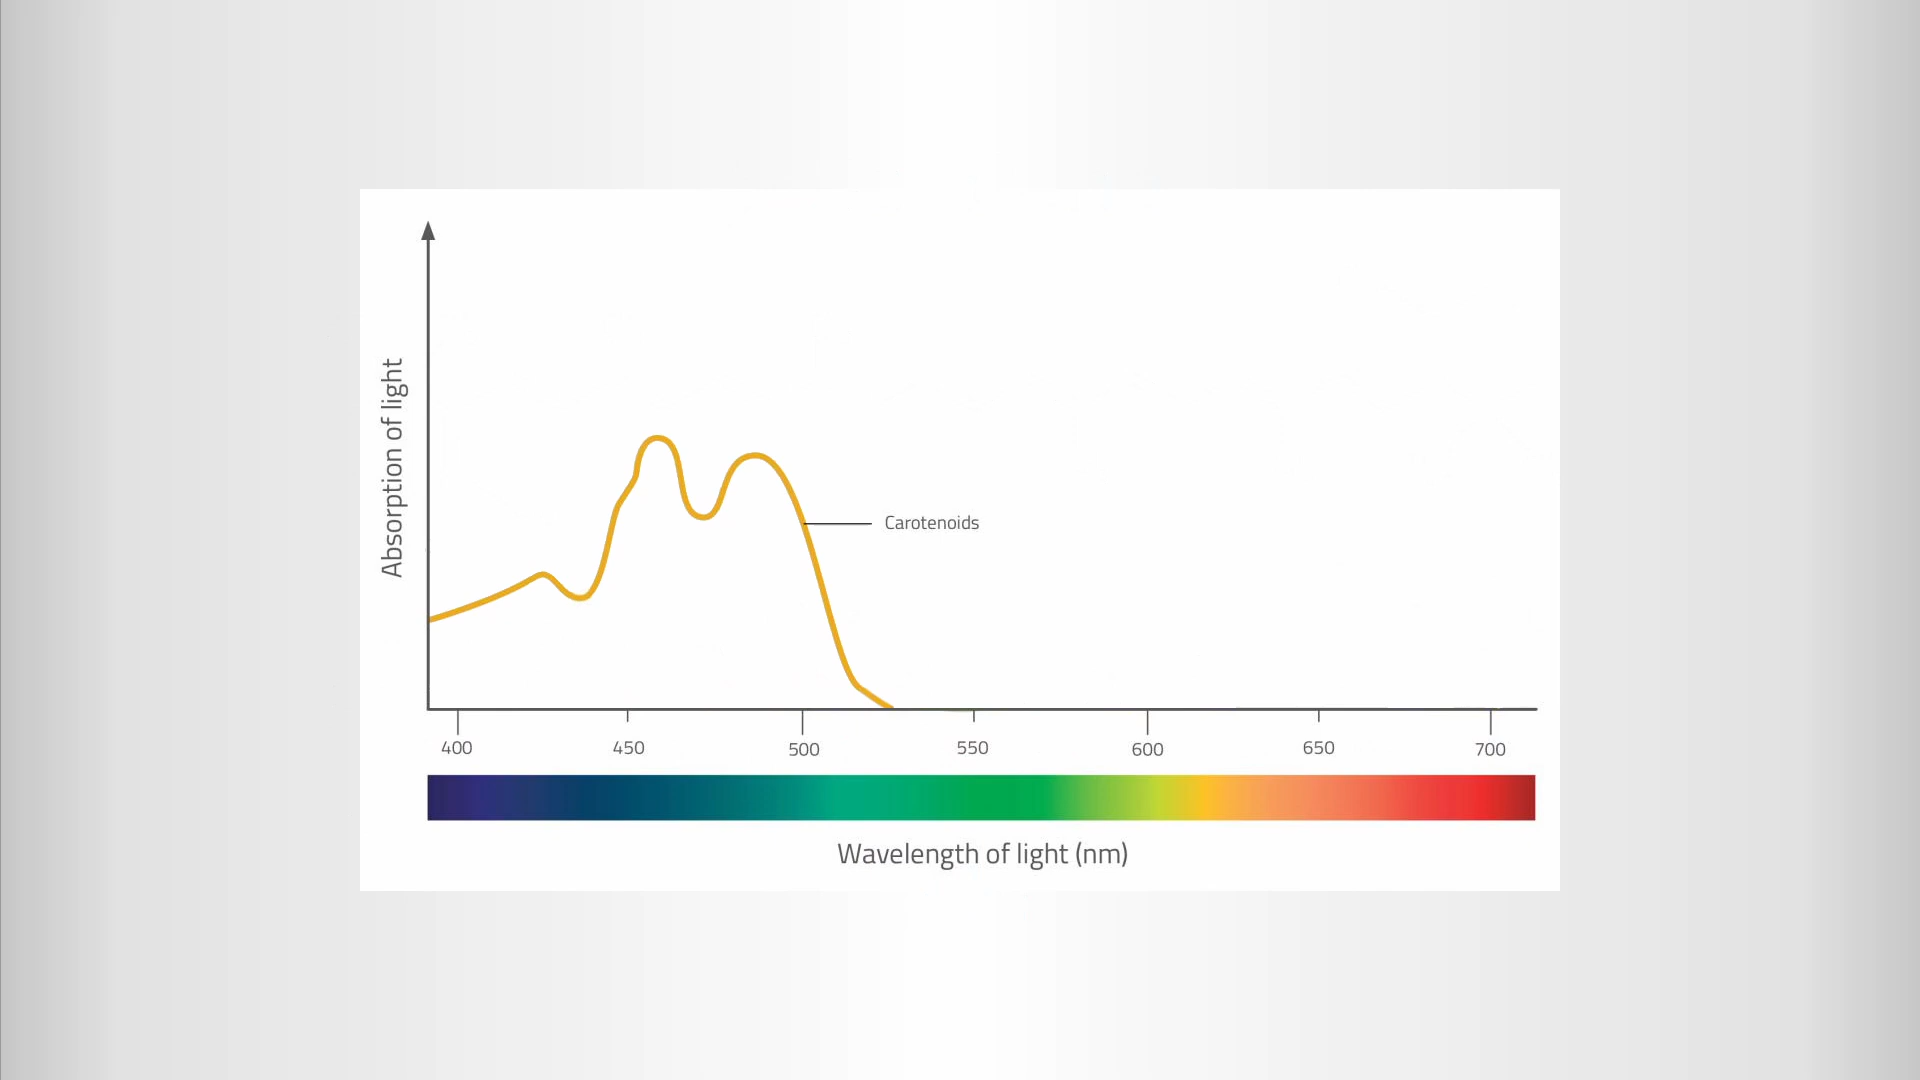 Absorption of light
Carotenoids
400 450 500 550 600 650 700
Wavelength of light (nm)